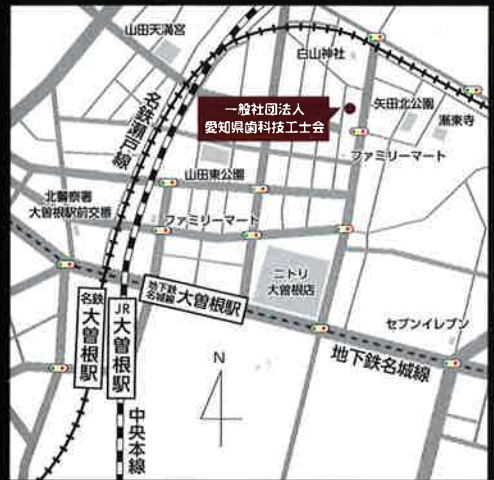 山田天満宮
白山神社
名鉄瀬戸線
一般社団法人
愛知県歯科技工士会
矢田北公園
漸東寺
ファミリーマート
山田東公園
北警察署
大曽根駅前交番
ファミリーマート
ニトリ
大曽根店
地下鉄
名城線
大曽根駅
名鉄
大曽根駅
JR
大曽根駅
セブンイレブン
地下鉄名城線
N
中央本線